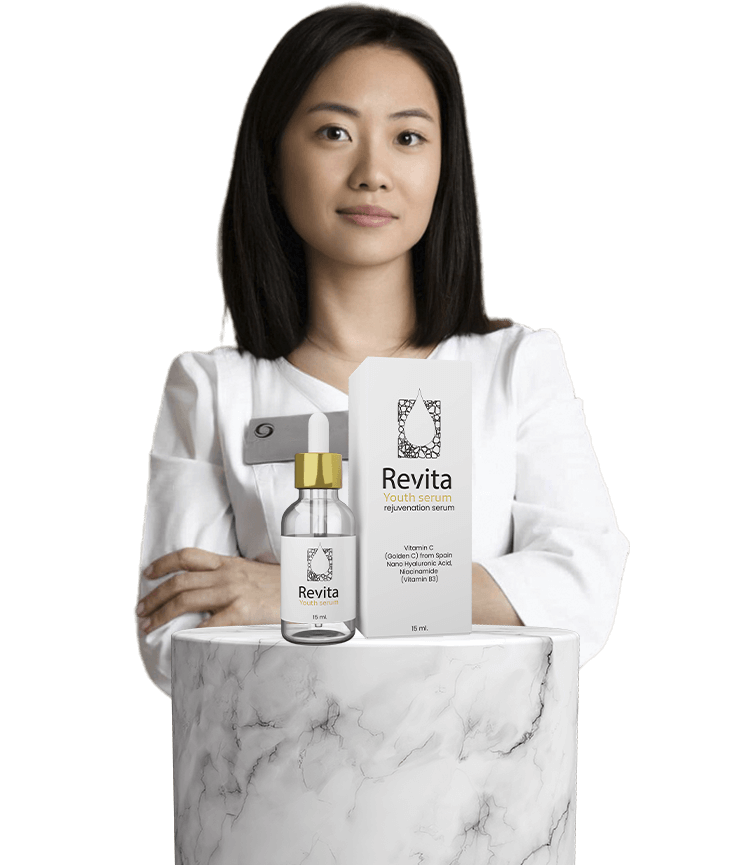 Revita
Youth serum
rejuvenation serum
Vitamin C
(Golden C) from Spain
Nano Hyaluronic Acid,
Niacinamide
(Vitamin B3)
15 ml.
Revita
Youth serum
15 ml.